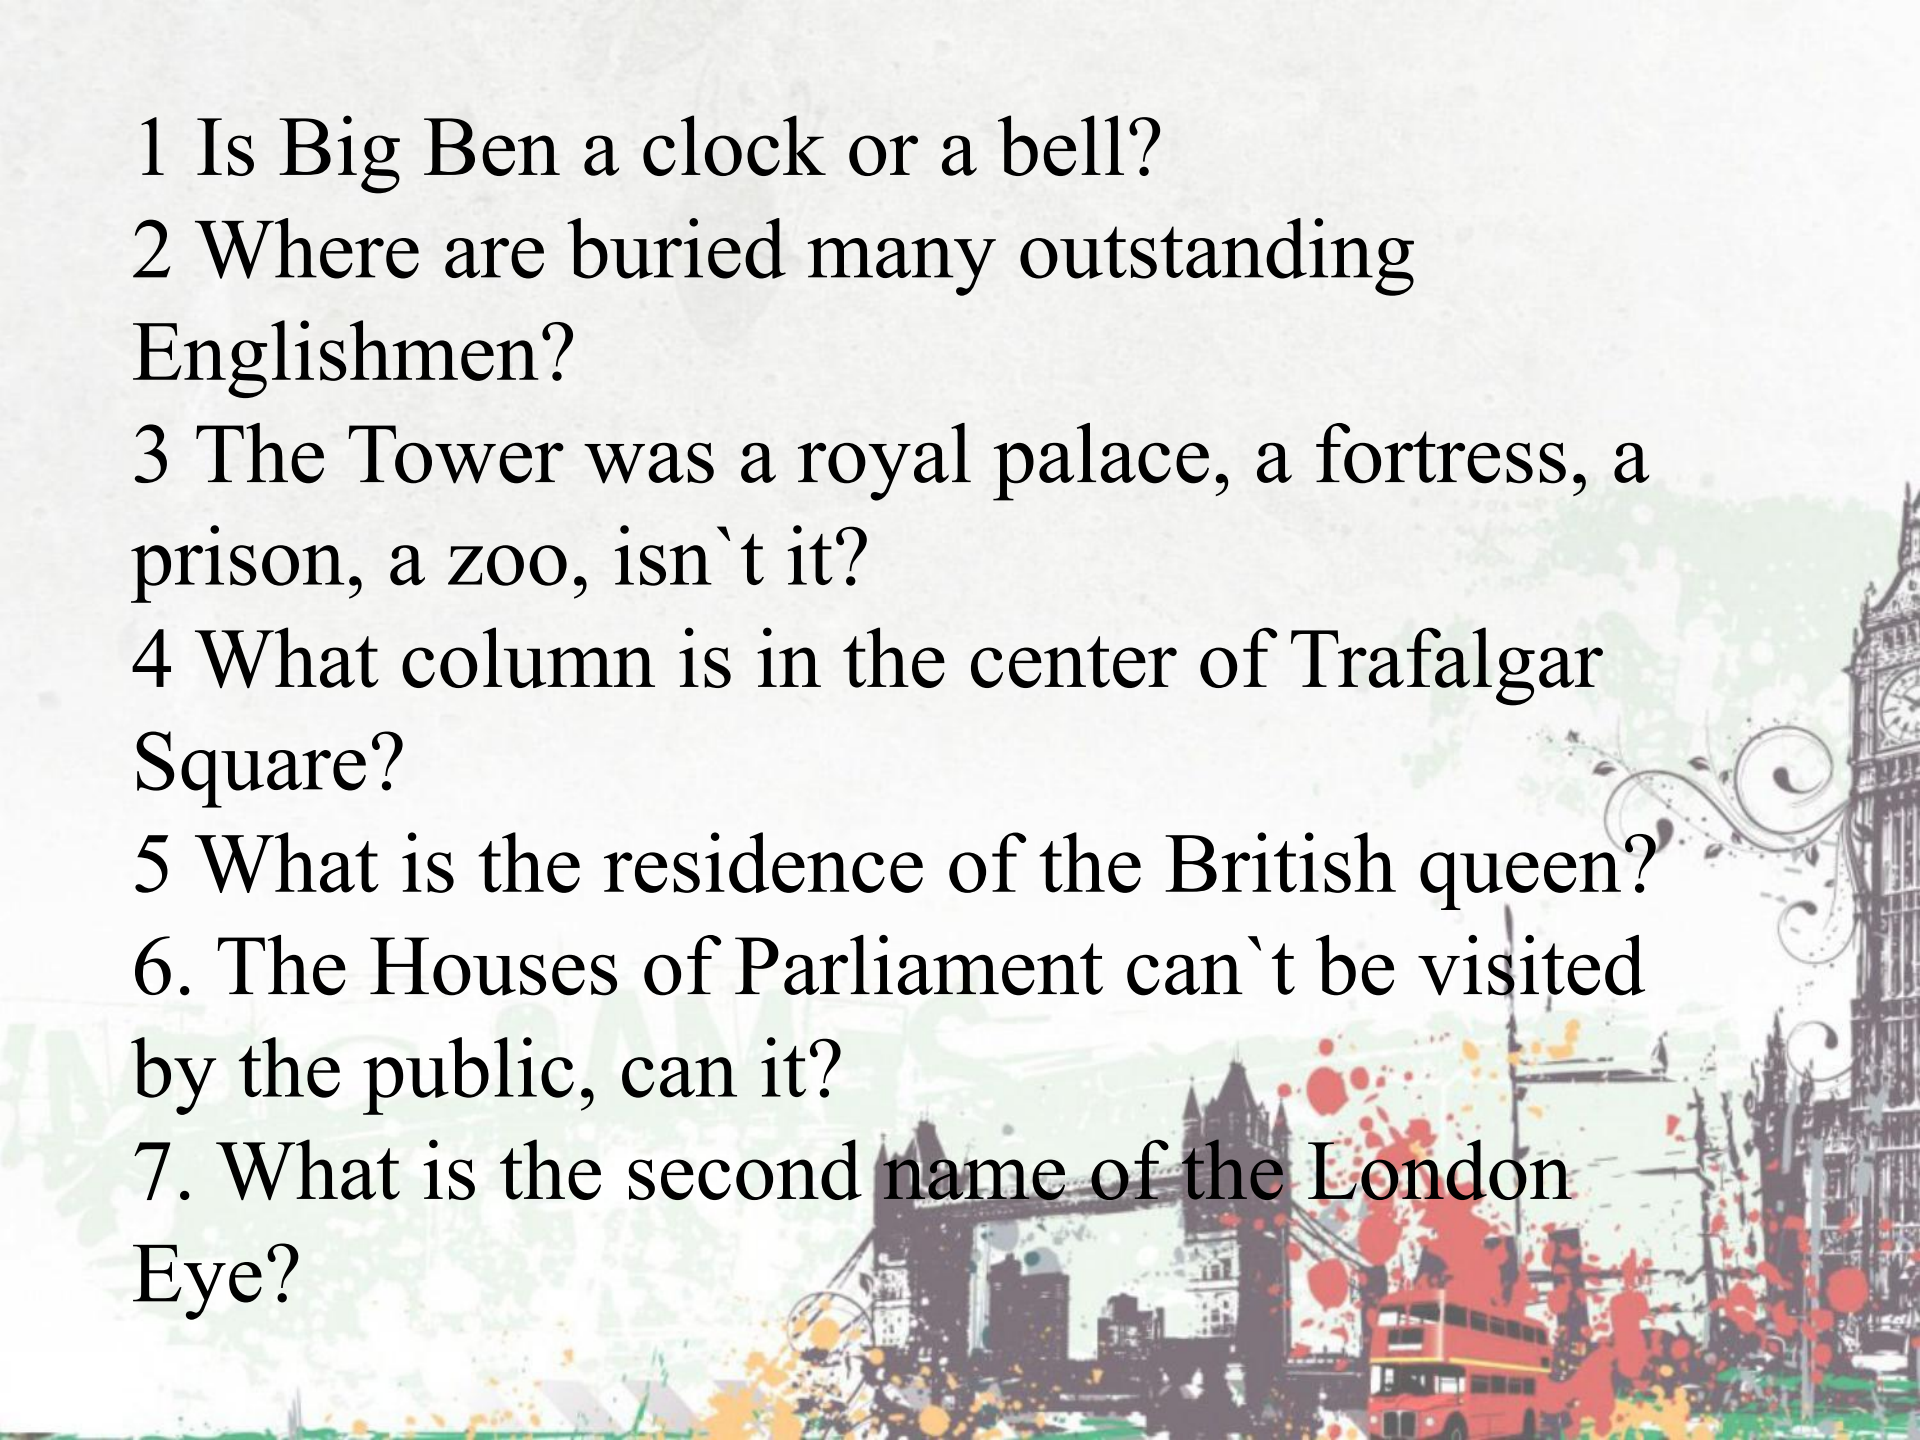 1 Is Big Ben a clock or a bell?
2 Where are buried many outstanding
Englishmen?
3 The Tower was a royal palace, a fortress, a
prison, a zoo, isn`t it?
4 What column is in the center of Trafalgar
Square?
5 What is the residence of the British queen?
6. The Houses of Parliament can`t be visited
by the public, can it?
7. What is the second name of the London
Eye?